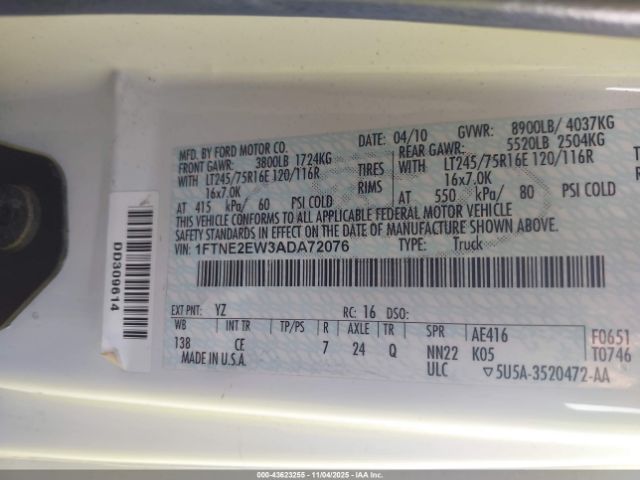 MFD. BY FORD MOTOR CO.
DATE: 04/10 GVWR: 8900LB/ 4037KG
FRONT GAWR: 3800LB 1724KG
REAR GAWR: 5520LB 2504KG
WITH LT245/75R16E 120/116R TIRES
WITH LT245/75R16E 120/116R
16x7.0K RIMS
16x7.0K
AT 415 kPa/ 60 PSI COLD
AT 550 kPa/ 80 PSI COLD
THIS VEHICLE CONFORMS TO ALL APPLICABLE FEDERAL MOTOR VEHICLE
SAFETY STANDARDS IN EFFECT ON THE DATE OF MANUFACTURE SHOWN ABOVE.
VIN: 1FTNE2EW3ADA72076 TYPE: Truck
EXT PNT: YZ RC: 16 DSO:
WB INT TR TP/PS R AXLE TR SPR AE416 F0651
138 CE 7 24 Q NN22 K05 T0746
MADE IN U.S.A. ULC ▽5U5A-3520472-AA
DD309614
000-43623255 - 11/04/2025 - IAA Inc.